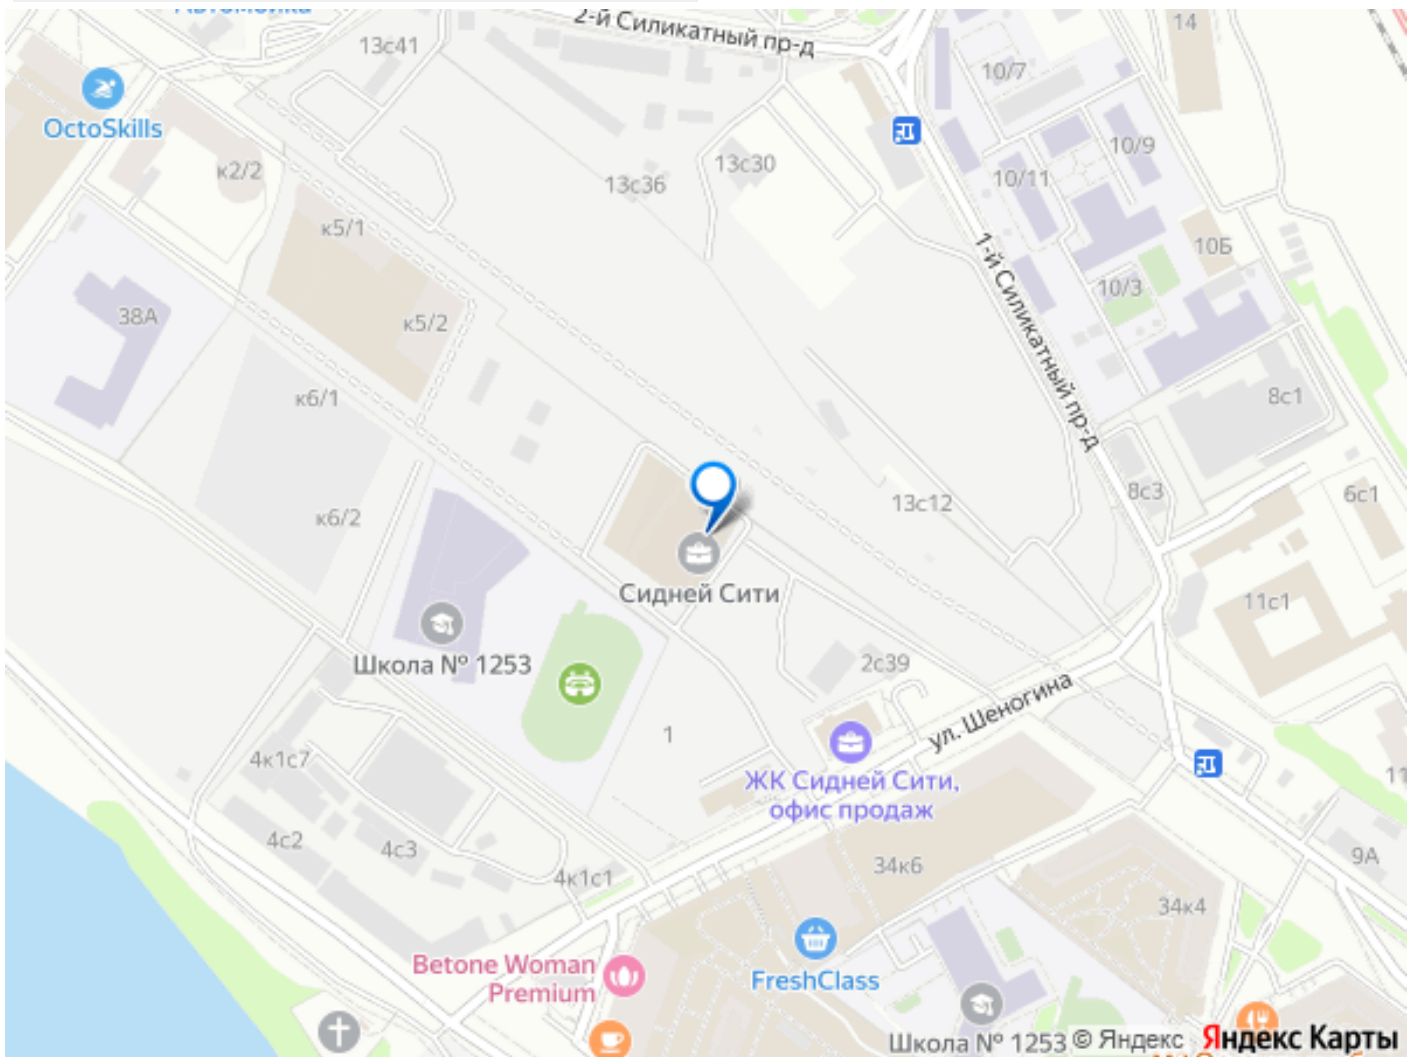 2-й Силикатный пр-д
14
13с41
10/7
OctoSkills
к2/2
13с36
13с30
10/9
10/11
к5/1
1-й Силикатный пр-д
10Б
38А
к5/2
10/3
к6/1
8с1
к6/2
13с12
8с3
6с1
Сидней Сити
11с1
Школа № 1253
2с39
ул. Шеногина
1
4к1с7
ЖК Сидней Сити,
офис продаж
11
4с2
4с3
34к6
9А
4к1с1
34к4
Betone Woman
Premium
FreshClass
Школа № 1253
© Яндекс
Яндекс Карты